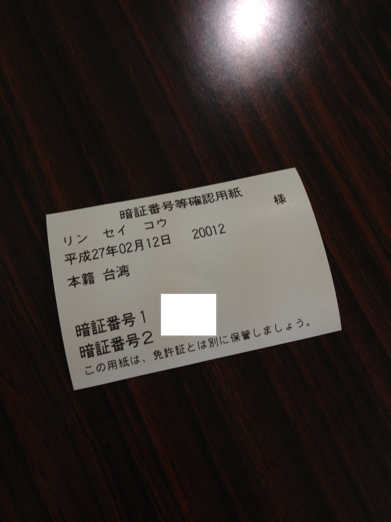 暗証番号等確認用紙
リン　セイ　コウ　様
平成27年02月12日　20012
本籍 台湾
暗証番号1
暗証番号2
この用紙は、免許証とは別に保管しましょう。